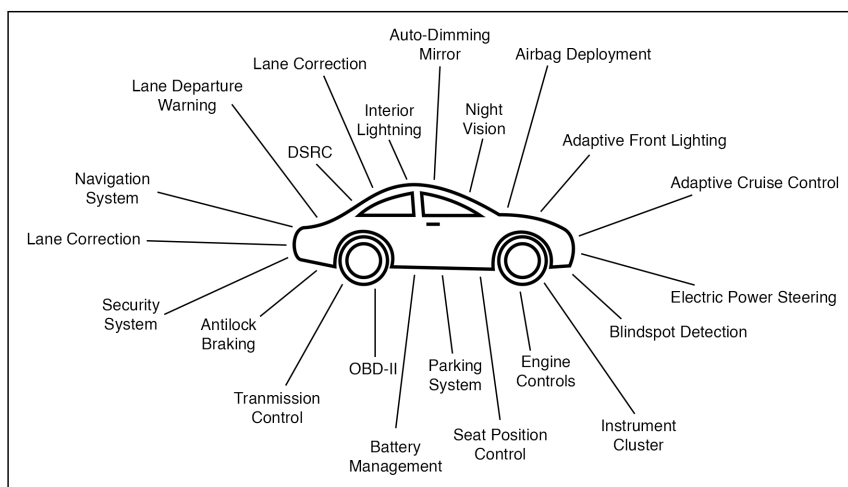 Auto-Dimming
Mirror
Airbag Deployment
Lane Correction
Lane Departure
Warning
Interior
Lightning
Night
Vision
DSRC
Adaptive Front Lighting
Navigation
System
Adaptive Cruise Control
Lane Correction
Security
System
Antilock
Braking
Electric Power Steering
Blindspot Detection
OBD-II
Parking
System
Engine
Controls
Tranmission
Control
Battery
Management
Seat Position
Control
Instrument
Cluster